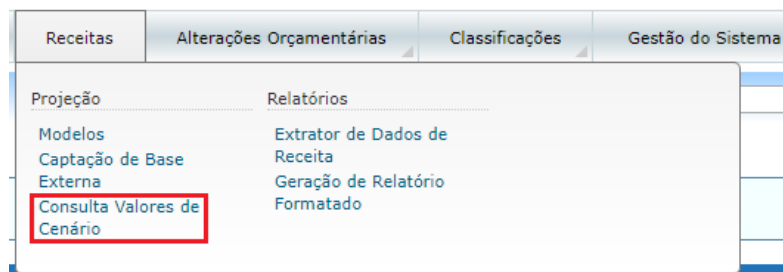 Receitas
Alterações Orçamentárias
Classificações
Gestão do Sistema
Projeção
Modelos
Captação de Base
Externa
Consulta Valores de
Cenário
Relatórios
Extrator de Dados de
Receita
Geração de Relatório
Formatado